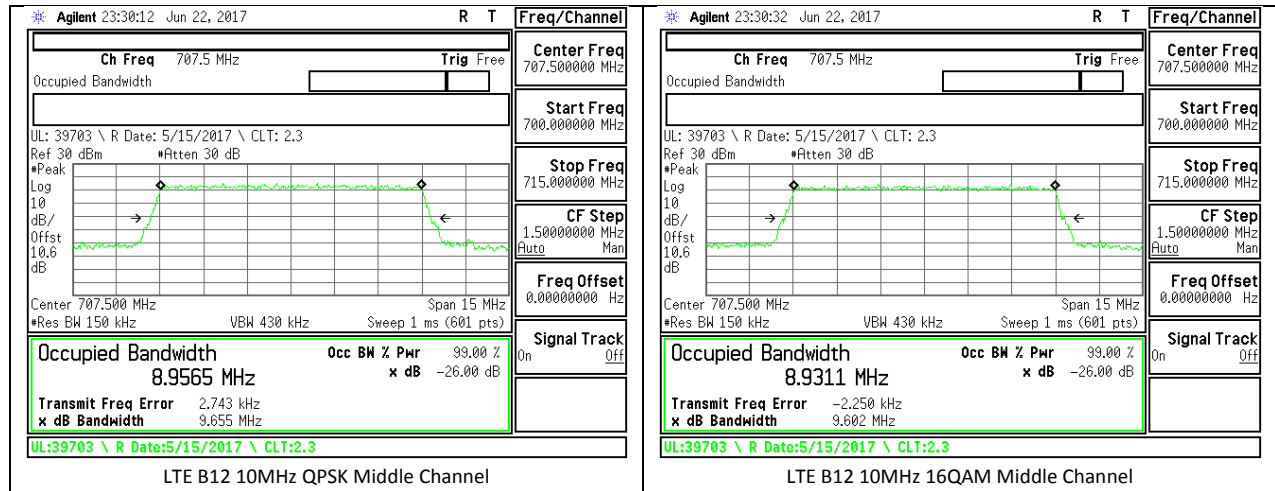 Agilent 23:30:12 Jun 22, 2017 R T Freq/Channel
Ch Freq 707.5 MHz Trig Free
Occupied Bandwidth
Center Freq
707.500000 MHz
Start Freq
700.000000 MHz
UL: 39703 \ R Date: 5/15/2017 \ CLT: 2.3
Ref 30 dBm #Atten 30 dB
#Peak
Log
10
dB/
Offst
10.6
dB
Stop Freq
715.000000 MHz
CF Step
1.50000000 MHz
Auto Man
Freq Offset
0.00000000 Hz
Center 707.500 MHz Span 15 MHz
#Res BW 150 kHz VBW 430 kHz Sweep 1 ms (601 pts)
Signal Track
On Off
Occupied Bandwidth Occ BW % Pwr 99.00 %
8.9565 MHz x dB -26.00 dB
Transmit Freq Error 2.743 kHz
x dB Bandwidth 9.655 MHz
UL:39703 \ R Date:5/15/2017 \ CLT:2.3
LTE B12 10MHz QPSK Middle Channel
Agilent 23:30:32 Jun 22, 2017 R T Freq/Channel
Ch Freq 707.5 MHz Trig Free
Occupied Bandwidth
Center Freq
707.500000 MHz
Start Freq
700.000000 MHz
UL: 39703 \ R Date: 5/15/2017 \ CLT: 2.3
Ref 30 dBm #Atten 30 dB
#Peak
Log
10
dB/
Offst
10.6
dB
Stop Freq
715.000000 MHz
CF Step
1.50000000 MHz
Auto Man
Freq Offset
0.00000000 Hz
Center 707.500 MHz Span 15 MHz
#Res BW 150 kHz VBW 430 kHz Sweep 1 ms (601 pts)
Signal Track
On Off
Occupied Bandwidth Occ BW % Pwr 99.00 %
8.9311 MHz x dB -26.00 dB
Transmit Freq Error -2.250 kHz
x dB Bandwidth 9.602 MHz
UL:39703 \ R Date:5/15/2017 \ CLT:2.3
LTE B12 10MHz 16QAM Middle Channel